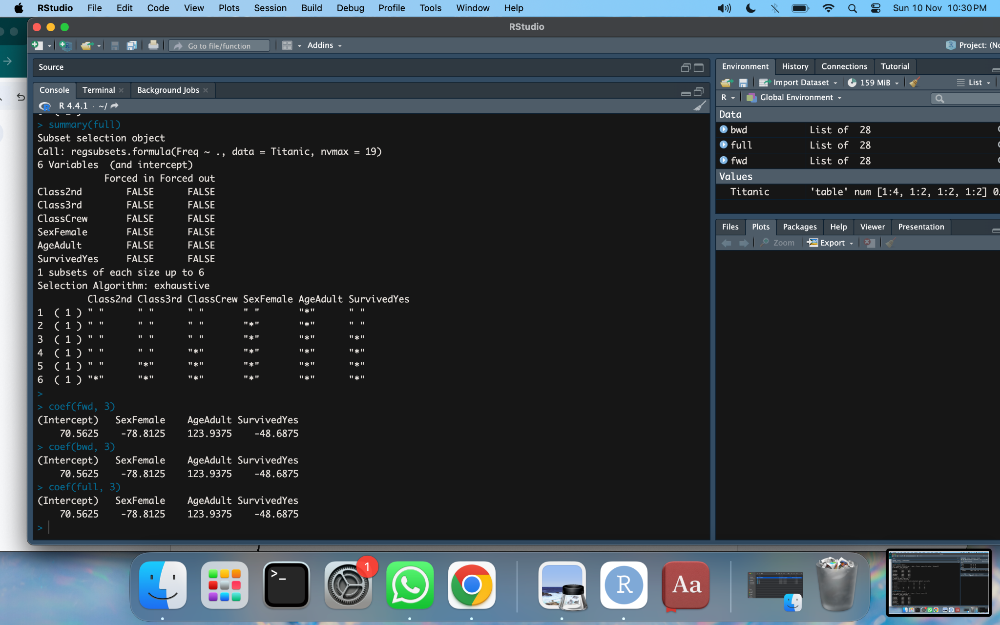 RStudio File Edit Code View Plots Session Build Debug Profile Tools Window Help Sun 10 Nov 10:30 PM
RStudio
Go to file/function Addins
Source
Console Terminal Background Jobs
R 4.4.1 · ~/
> summary(full)
Subset selection object
Call: regsubsets.formula(Freq ~ ., data = Titanic, nvmax = 19)
6 Variables  (and intercept)
            Forced in Forced out
Class2nd        FALSE      FALSE
Class3rd        FALSE      FALSE
ClassCrew       FALSE      FALSE
SexFemale       FALSE      FALSE
AgeAdult        FALSE      FALSE
SurvivedYes     FALSE      FALSE
1 subsets of each size up to 6
Selection Algorithm: exhaustive
         Class2nd Class3rd ClassCrew SexFemale AgeAdult SurvivedYes
1  ( 1 ) " "      " "      " "       " "       "*"      " "
2  ( 1 ) " "      " "      " "       "*"       "*"      " "
3  ( 1 ) " "      " "      " "       "*"       "*"      "*"
4  ( 1 ) " "      " "      "*"       "*"       "*"      "*"
5  ( 1 ) " "      "*"      "*"       "*"       "*"      "*"
6  ( 1 ) "*"      "*"      "*"       "*"       "*"      "*"
>
> coef(fwd, 3)
(Intercept)   SexFemale    AgeAdult SurvivedYes
    70.5625    -78.8125    123.9375    -48.6875
> coef(bwd, 3)
(Intercept)   SexFemale    AgeAdult SurvivedYes
    70.5625    -78.8125    123.9375    -48.6875
> coef(full, 3)
(Intercept)   SexFemale    AgeAdult SurvivedYes
    70.5625    -78.8125    123.9375    -48.6875
>
Project: (No
Environment History Connections Tutorial
Import Dataset 159 MiB List
R Global Environment
Data
bwd List of 28
full List of 28
fwd List of 28
Values
Titanic 'table' num [1:4, 1:2, 1:2, 1:2] 0
Files Plots Packages Help Viewer Presentation
Zoom Export
{
>_
1
R
Aa